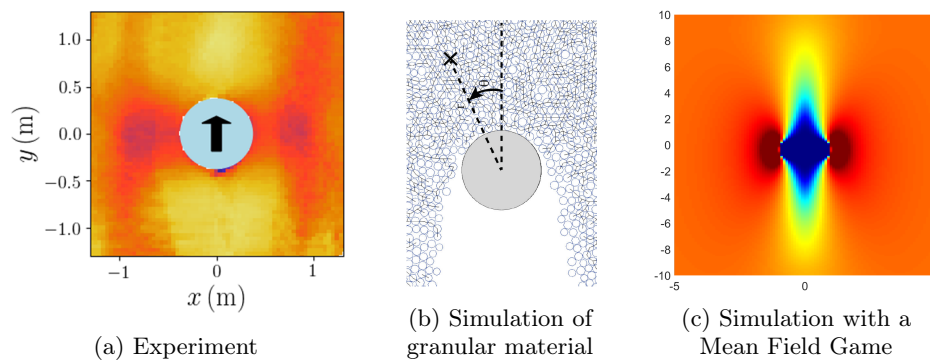 1.0
0.5
0.0
−0.5
−1.0
y (m)
−1
0
1
x (m)
(a) Experiment
r
θ
(b) Simulation of
granular material
10
8
6
4
2
0
-2
-4
-6
-8
-10
-5
0
(c) Simulation with a
Mean Field Game